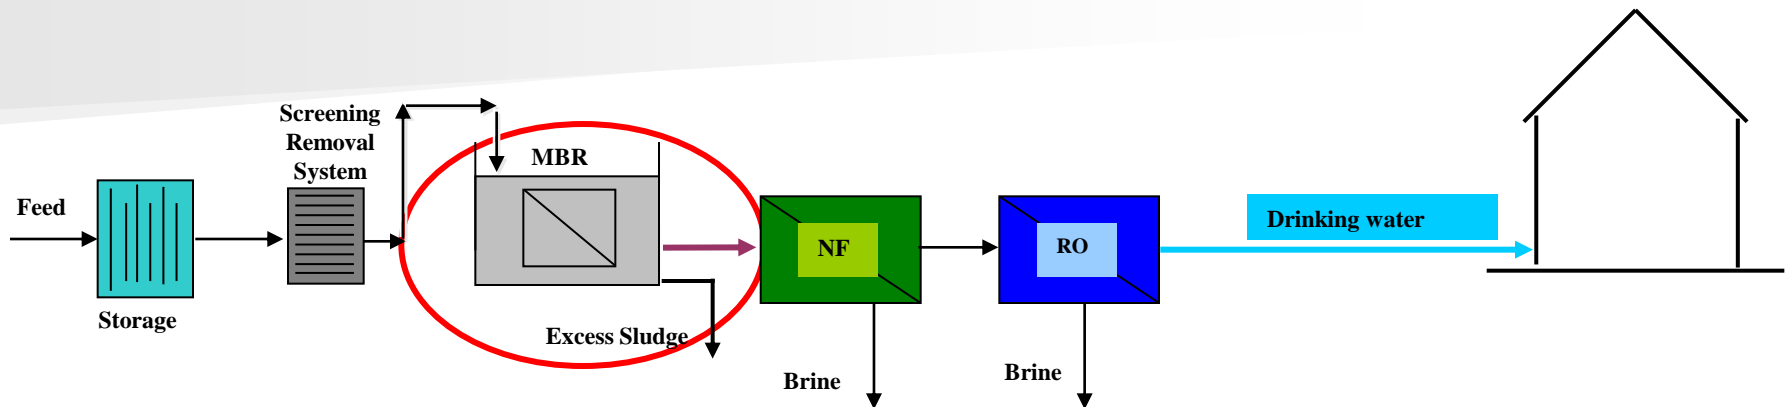 Screening
Removal
System
MBR
Feed
Storage
Excess Sludge
NF
Brine
RO
Brine
Drinking water